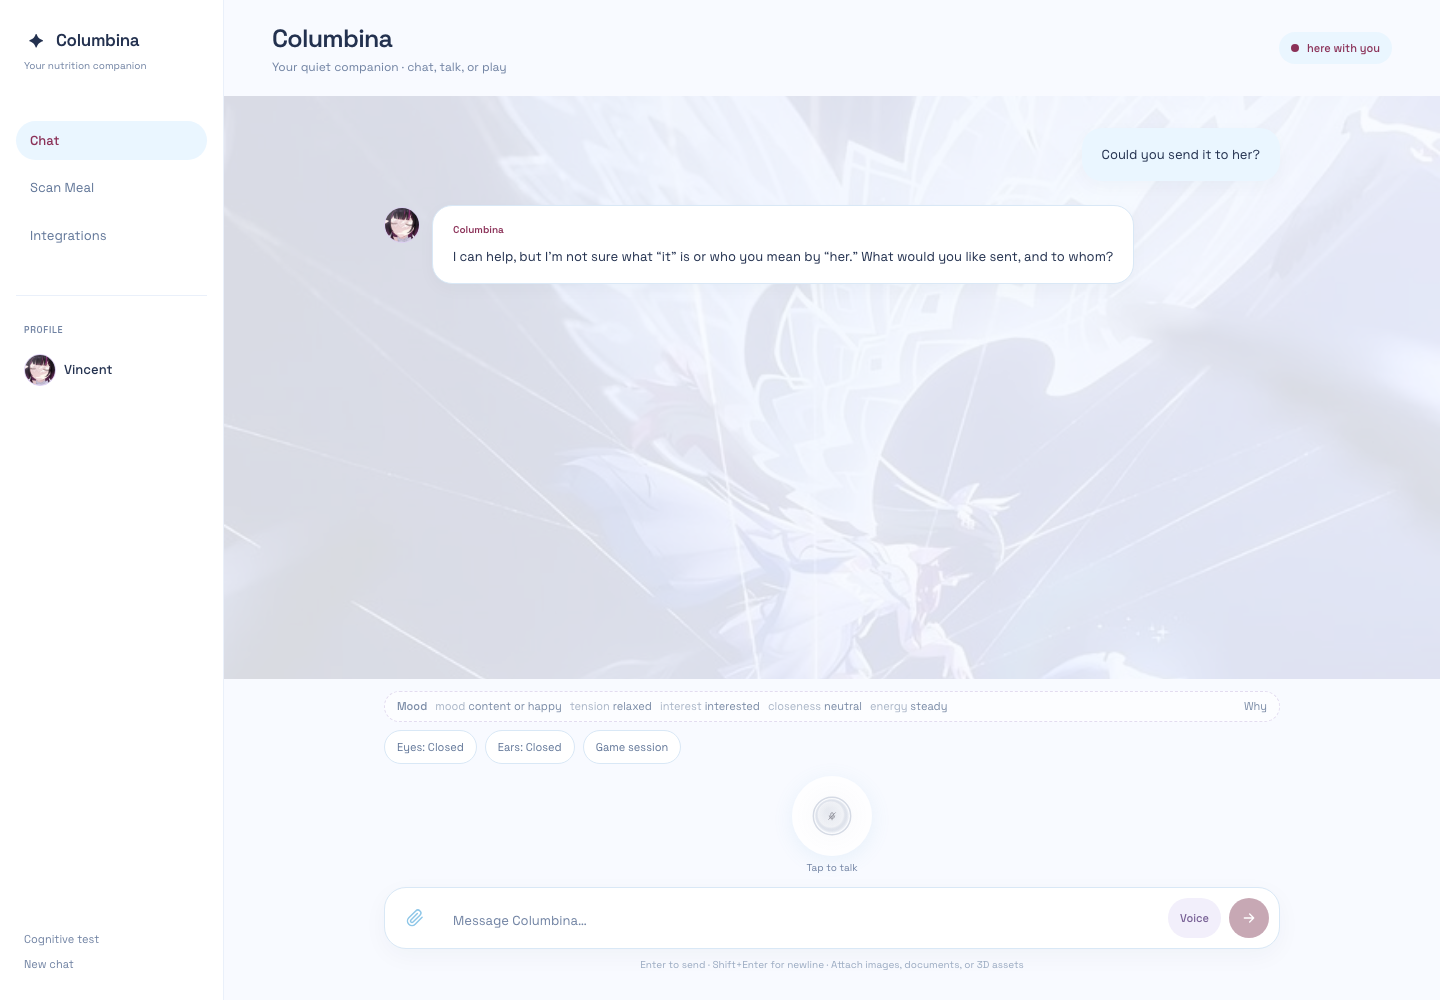 Columbina
Your nutrition companion
Chat
Scan Meal
Integrations
PROFILE
Vincent
Cognitive test
New chat
Columbina
Your quiet companion · chat, talk, or play
here with you
Could you send it to her?
Columbina
I can help, but I’m not sure what “it” is or who you mean by “her.” What would you like sent, and to whom?
Mood mood content or happy tension relaxed interest interested closeness neutral energy steady Why
Eyes: Closed Ears: Closed Game session
Tap to talk
Message Columbina... Voice
Enter to send · Shift+Enter for newline · Attach images, documents, or 3D assets